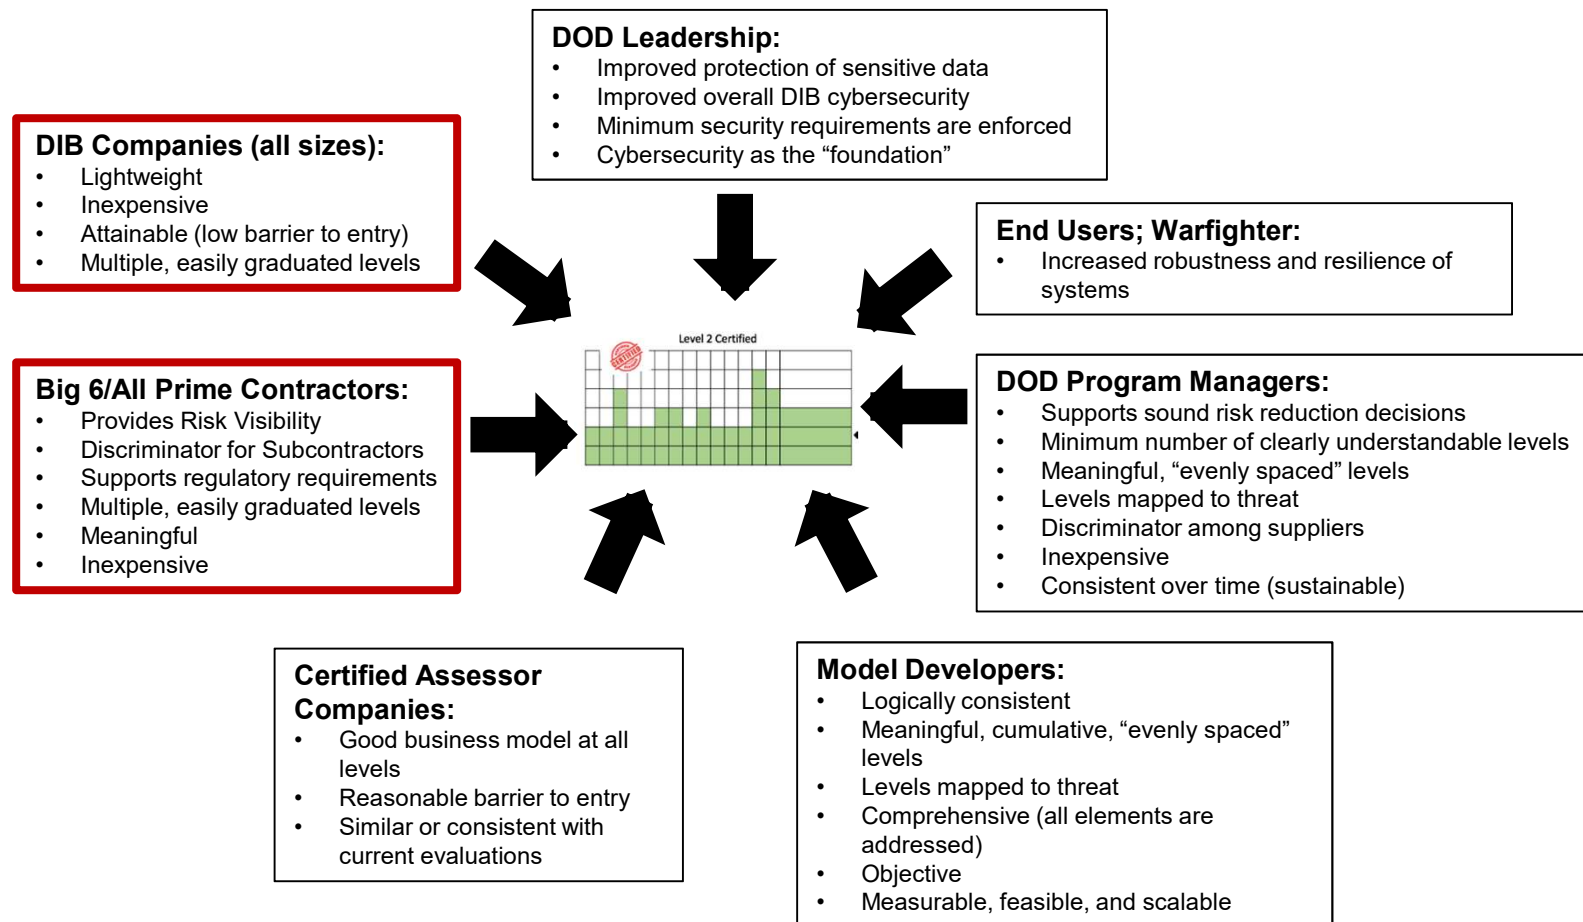 DOD Leadership:
• Improved protection of sensitive data
• Improved overall DIB cybersecurity
• Minimum security requirements are enforced
• Cybersecurity as the “foundation”
DIB Companies (all sizes):
• Lightweight
• Inexpensive
• Attainable (low barrier to entry)
• Multiple, easily graduated levels
End Users; Warfighter:
• Increased robustness and resilience of
systems
Level 2 Certified
CERTIFIED
Big 6/All Prime Contractors:
• Provides Risk Visibility
• Discriminator for Subcontractors
• Supports regulatory requirements
• Multiple, easily graduated levels
• Meaningful
• Inexpensive
DOD Program Managers:
• Supports sound risk reduction decisions
• Minimum number of clearly understandable levels
• Meaningful, “evenly spaced” levels
• Levels mapped to threat
• Discriminator among suppliers
• Inexpensive
• Consistent over time (sustainable)
Certified Assessor
Companies:
• Good business model at all
levels
• Reasonable barrier to entry
• Similar or consistent with
current evaluations
Model Developers:
• Logically consistent
• Meaningful, cumulative, “evenly spaced”
levels
• Levels mapped to threat
• Comprehensive (all elements are
addressed)
• Objective
• Measurable, feasible, and scalable